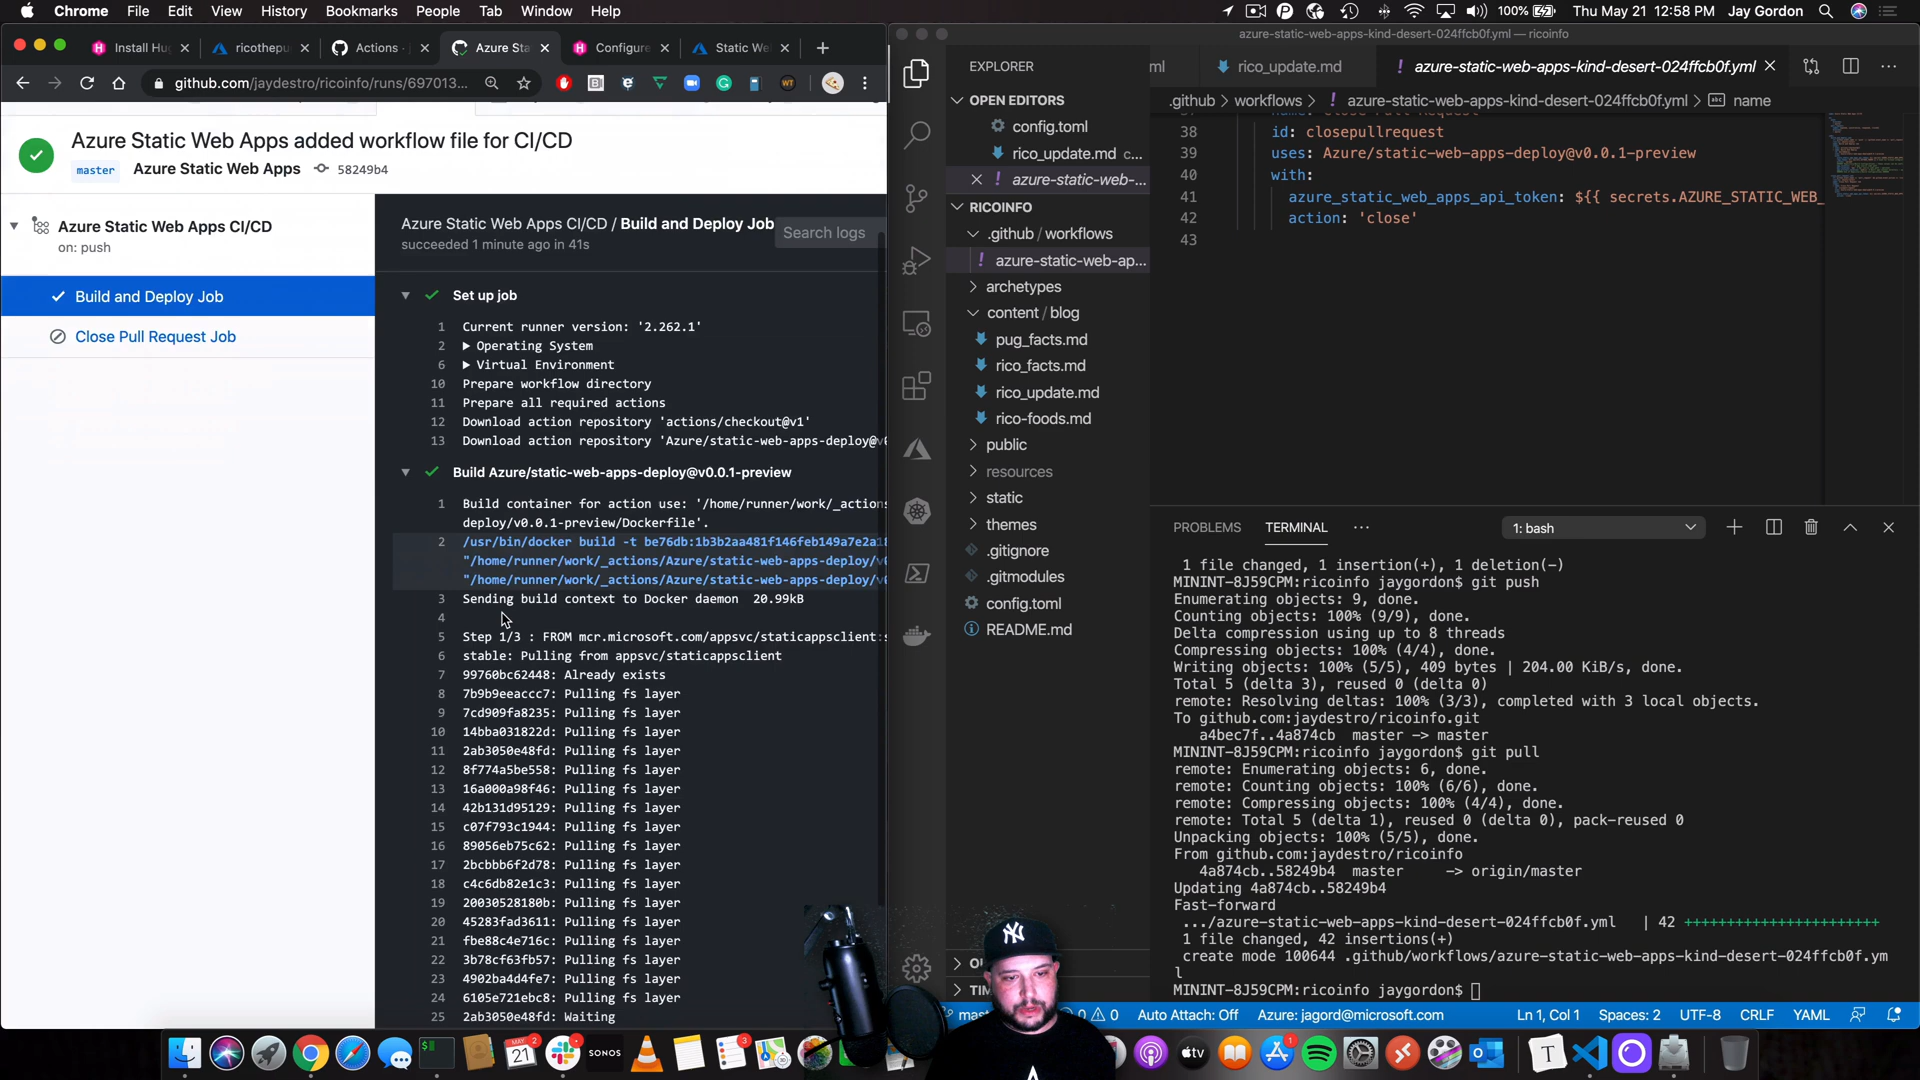 Chrome File Edit View History Bookmarks People Tab Window Help
100% Thu May 21 12:58 PM Jay Gordon
Install Hu
ricothepu
Actions ·
Azure Sta
Configure
Static We
github.com/jaydestro/ricoinfo/runs/697013...
Azure Static Web Apps added workflow file for CI/CD
master Azure Static Web Apps 58249b4
Azure Static Web Apps CI/CD
on: push
Build and Deploy Job
Close Pull Request Job
Azure Static Web Apps CI/CD / Build and Deploy Job
succeeded 1 minute ago in 41s
Search logs
Set up job
1 Current runner version: '2.262.1'
2 ▶ Operating System
6 ▶ Virtual Environment
10 Prepare workflow directory
11 Prepare all required actions
12 Download action repository 'actions/checkout@v1'
13 Download action repository 'Azure/static-web-apps-deploy@v0
Build Azure/static-web-apps-deploy@v0.0.1-preview
1 Build container for action use: '/home/runner/work/_actions
deploy/v0.0.1-preview/Dockerfile'.
2 /usr/bin/docker build -t be76db:1b3b2aa481f146feb149a7e2a18
"/home/runner/work/_actions/Azure/static-web-apps-deploy/v0
"/home/runner/work/_actions/Azure/static-web-apps-deploy/v0
3 Sending build context to Docker daemon 20.99kB
4
5 Step 1/3 : FROM mcr.microsoft.com/appsvc/staticappsclient:s
6 stable: Pulling from appsvc/staticappsclient
7 99760bc62448: Already exists
8 7b9b9eeaccc7: Pulling fs layer
9 7cd909fa8235: Pulling fs layer
10 14bba031822d: Pulling fs layer
11 2ab3050e48fd: Pulling fs layer
12 8f774a5be558: Pulling fs layer
13 16a000a98f46: Pulling fs layer
14 42b131d95129: Pulling fs layer
15 c07f793c1944: Pulling fs layer
16 89056eb75c62: Pulling fs layer
17 2bcbbb6f2d78: Pulling fs layer
18 c4c6db82e1c3: Pulling fs layer
19 20030528180b: Pulling fs layer
20 45283fad3611: Pulling fs layer
21 fbe88c4e716c: Pulling fs layer
22 3b78cf63fb57: Pulling fs layer
23 4902ba4d4fe7: Pulling fs layer
24 6105e721ebc8: Pulling fs layer
25 2ab3050e48fd: Waiting
azure-static-web-apps-kind-desert-024ffcb0f.yml — ricoinfo
EXPLORER
OPEN EDITORS
config.toml
rico_update.md c...
azure-static-web-...
RICOINFO
.github / workflows
azure-static-web-ap...
archetypes
content / blog
pug_facts.md
rico_facts.md
rico_update.md
rico-foods.md
public
resources
static
themes
.gitignore
.gitmodules
config.toml
README.md
ml rico_update.md ! azure-static-web-apps-kind-desert-024ffcb0f.yml
.github > workflows > ! azure-static-web-apps-kind-desert-024ffcb0f.yml > name
38 id: closepullrequest
39 uses: Azure/static-web-apps-deploy@v0.0.1-preview
40 with:
41 azure_static_web_apps_api_token: ${{ secrets.AZURE_STATIC_WEB_
42 action: 'close'
43
PROBLEMS TERMINAL ··· 1: bash
1 file changed, 1 insertion(+), 1 deletion(-)
MININT-8J59CPM:ricoinfo jaygordon$ git push
Enumerating objects: 9, done.
Counting objects: 100% (9/9), done.
Delta compression using up to 8 threads
Compressing objects: 100% (4/4), done.
Writing objects: 100% (5/5), 409 bytes | 204.00 KiB/s, done.
Total 5 (delta 3), reused 0 (delta 0)
remote: Resolving deltas: 100% (3/3), completed with 3 local objects.
To github.com:jaydestro/ricoinfo.git
a4bec7f..4a874cb master -> master
MININT-8J59CPM:ricoinfo jaygordon$ git pull
remote: Enumerating objects: 6, done.
remote: Counting objects: 100% (6/6), done.
remote: Compressing objects: 100% (4/4), done.
remote: Total 5 (delta 1), reused 0 (delta 0), pack-reused 0
Unpacking objects: 100% (5/5), done.
From github.com:jaydestro/ricoinfo
4a874cb..58249b4 master -> origin/master
Updating 4a874cb..58249b4
Fast-forward
.../azure-static-web-apps-kind-desert-024ffcb0f.yml | 42 +++++++++++++++++++++++
1 file changed, 42 insertions(+)
create mode 100644 .github/workflows/azure-static-web-apps-kind-desert-024ffcb0f.ym
l
MININT-8J59CPM:ricoinfo jaygordon$
0 Auto Attach: Off Azure: jagord@microsoft.com Ln 1, Col 1 Spaces: 2 UTF-8 CRLF YAML
MAY 21 2 SONOS 3 tv 1 T